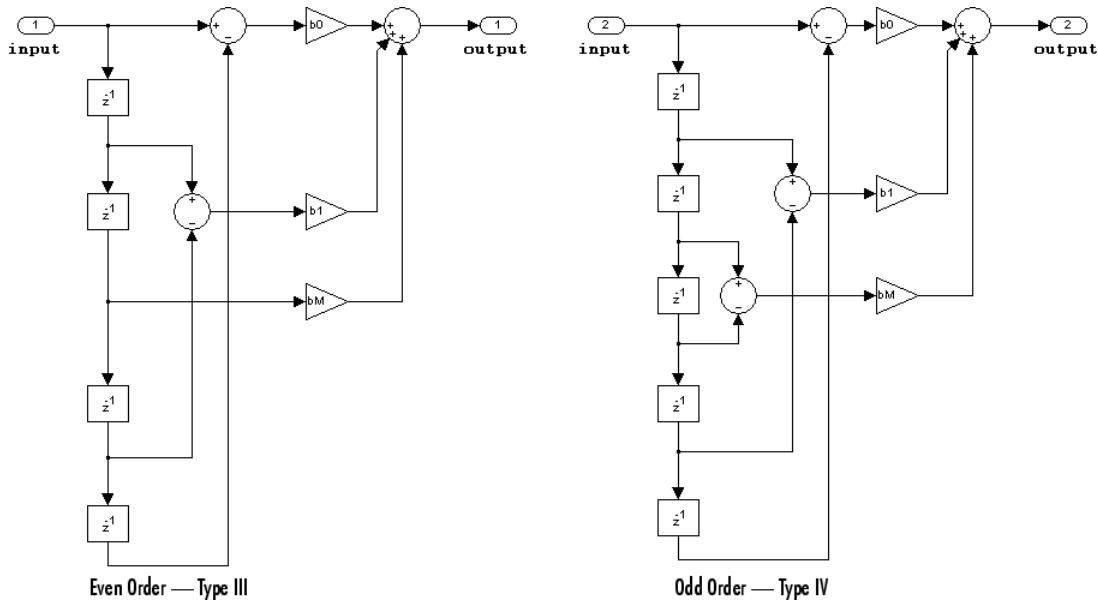 1
+
−
b0
+
+
+
1
input
output
z-1
z-1
+
−
b1
bM
z-1
z-1
Even Order — Type III
2
+
−
b0
+
+
+
2
input
output
z-1
z-1
+
−
b1
z-1
+
−
bM
z-1
z-1
Odd Order — Type IV